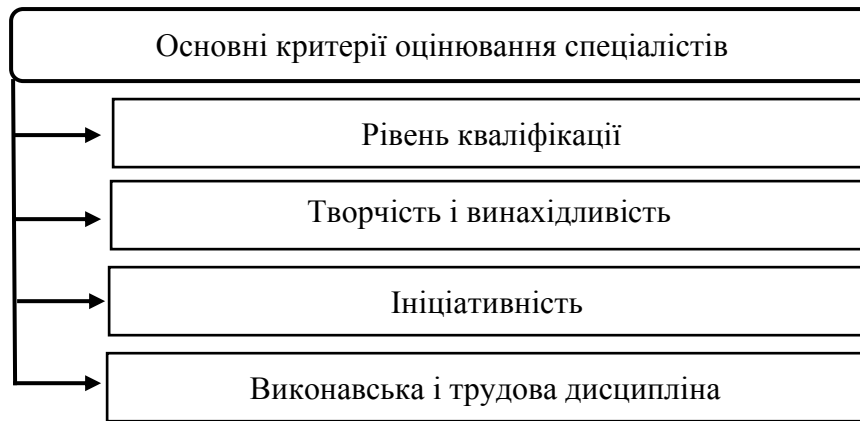 Основні критерії оцінювання спеціалістів
Рівень кваліфікації
Творчість і винахідливість
Ініціативність
Виконавська і трудова дисципліна